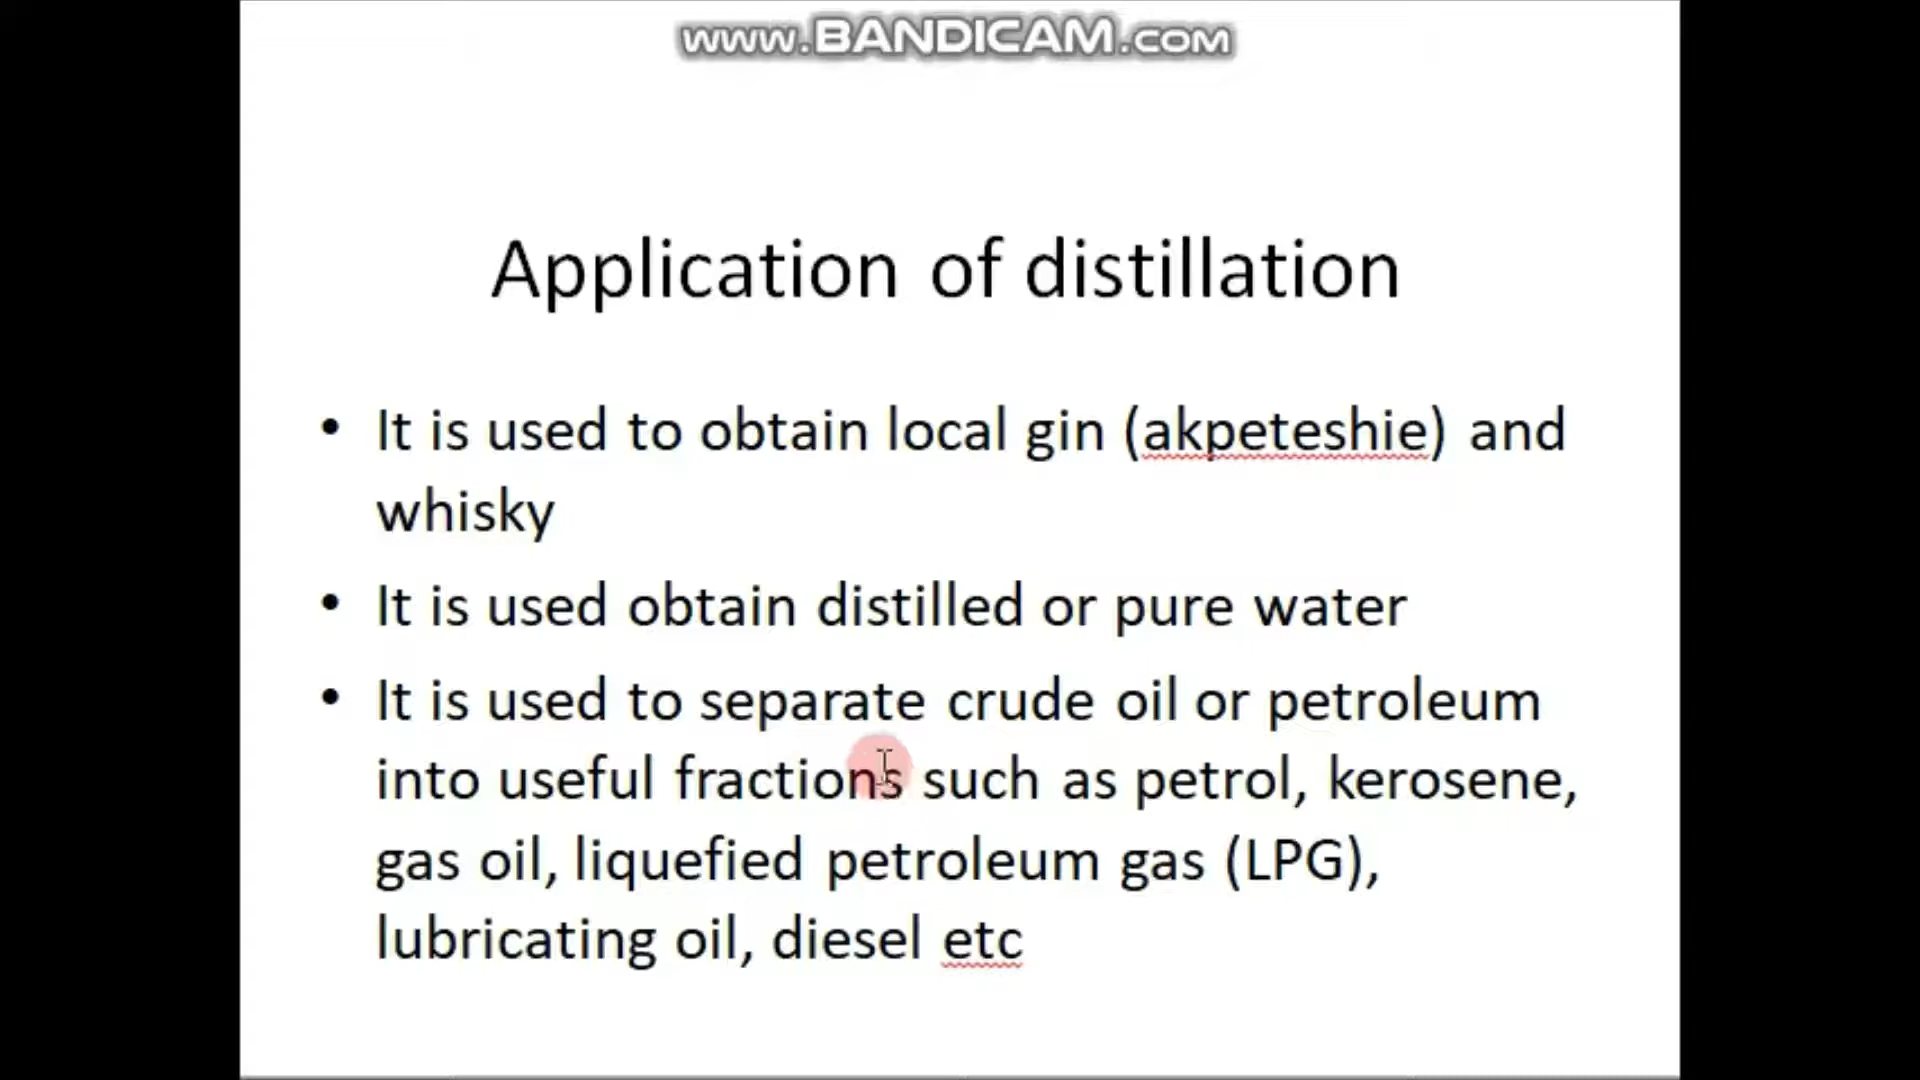 www.BANDICAM.com
Application of distillation
• It is used to obtain local gin (akpeteshie) and
whisky
• It is used obtain distilled or pure water
• It is used to separate crude oil or petroleum
into useful fractions such as petrol, kerosene,
gas oil, liquefied petroleum gas (LPG),
lubricating oil, diesel etc